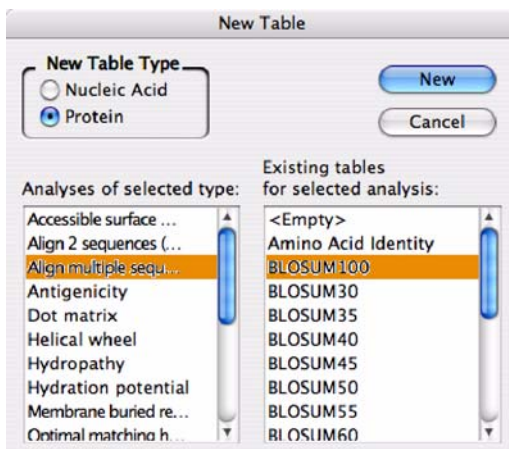 New Table
New Table Type
Nucleic Acid
Protein
New
Cancel
Analyses of selected type:
Accessible surface ...
Align 2 sequences (...
Align multiple sequ...
Antigenicity
Dot matrix
Helical wheel
Hydropathy
Hydration potential
Membrane buried re...
Optimal matching h...
Existing tables
for selected analysis:
<Empty>
Amino Acid Identity
BLOSUM100
BLOSUM30
BLOSUM35
BLOSUM40
BLOSUM45
BLOSUM50
BLOSUM55
BLOSUM60